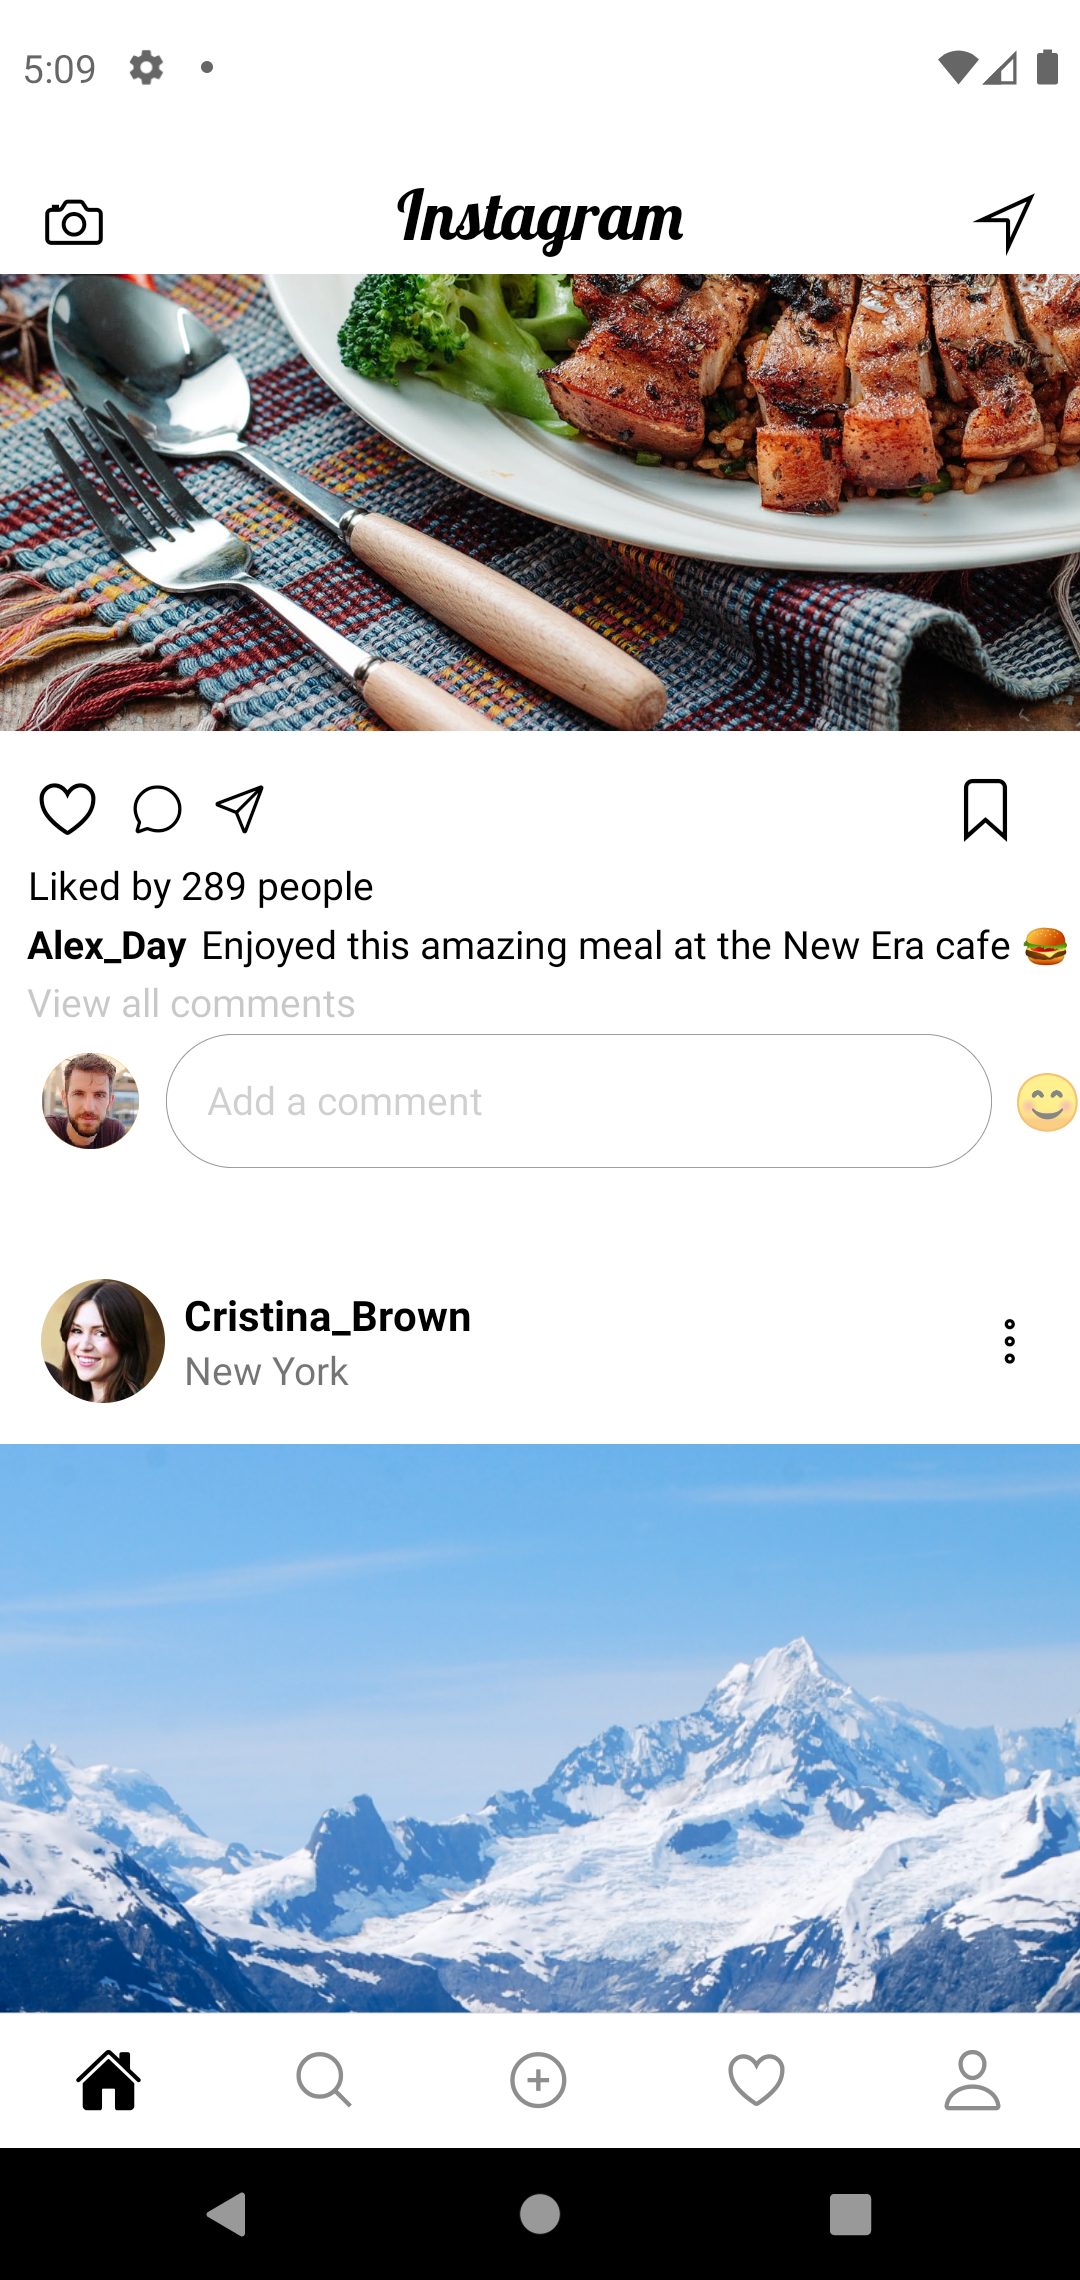 5:09
Instagram
Liked by 289 people
Alex_Day Enjoyed this amazing meal at the New Era cafe 🍔
View all comments
Add a comment
Cristina_Brown
New York